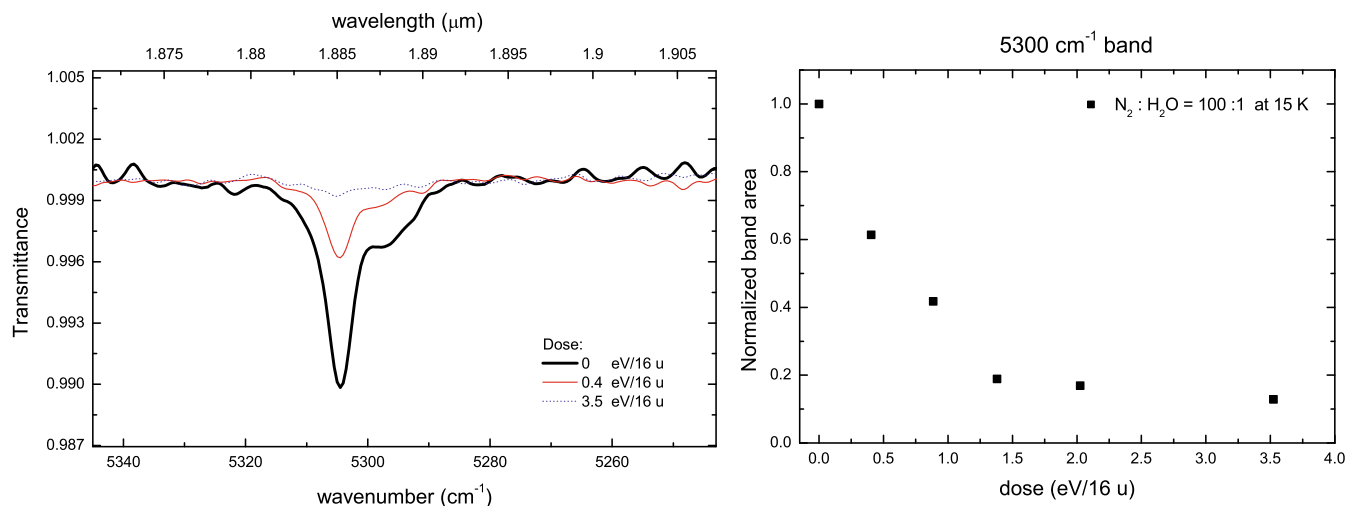 wavelength (μm)
1.875 1.88 1.885 1.89 1.895 1.9 1.905
1.005
1.002
0.999
0.996
0.993
0.990
0.987
Transmittance
Dose:
0 eV/16 u
0.4 eV/16 u
3.5 eV/16 u
5340 5320 5300 5280 5260
wavenumber (cm⁻¹)
5300 cm⁻¹ band
N₂ : H₂O = 100 :1 at 15 K
1.0
0.8
0.6
0.4
0.2
0.0
Normalized band area
0.0 0.5 1.0 1.5 2.0 2.5 3.0 3.5 4.0
dose (eV/16 u)